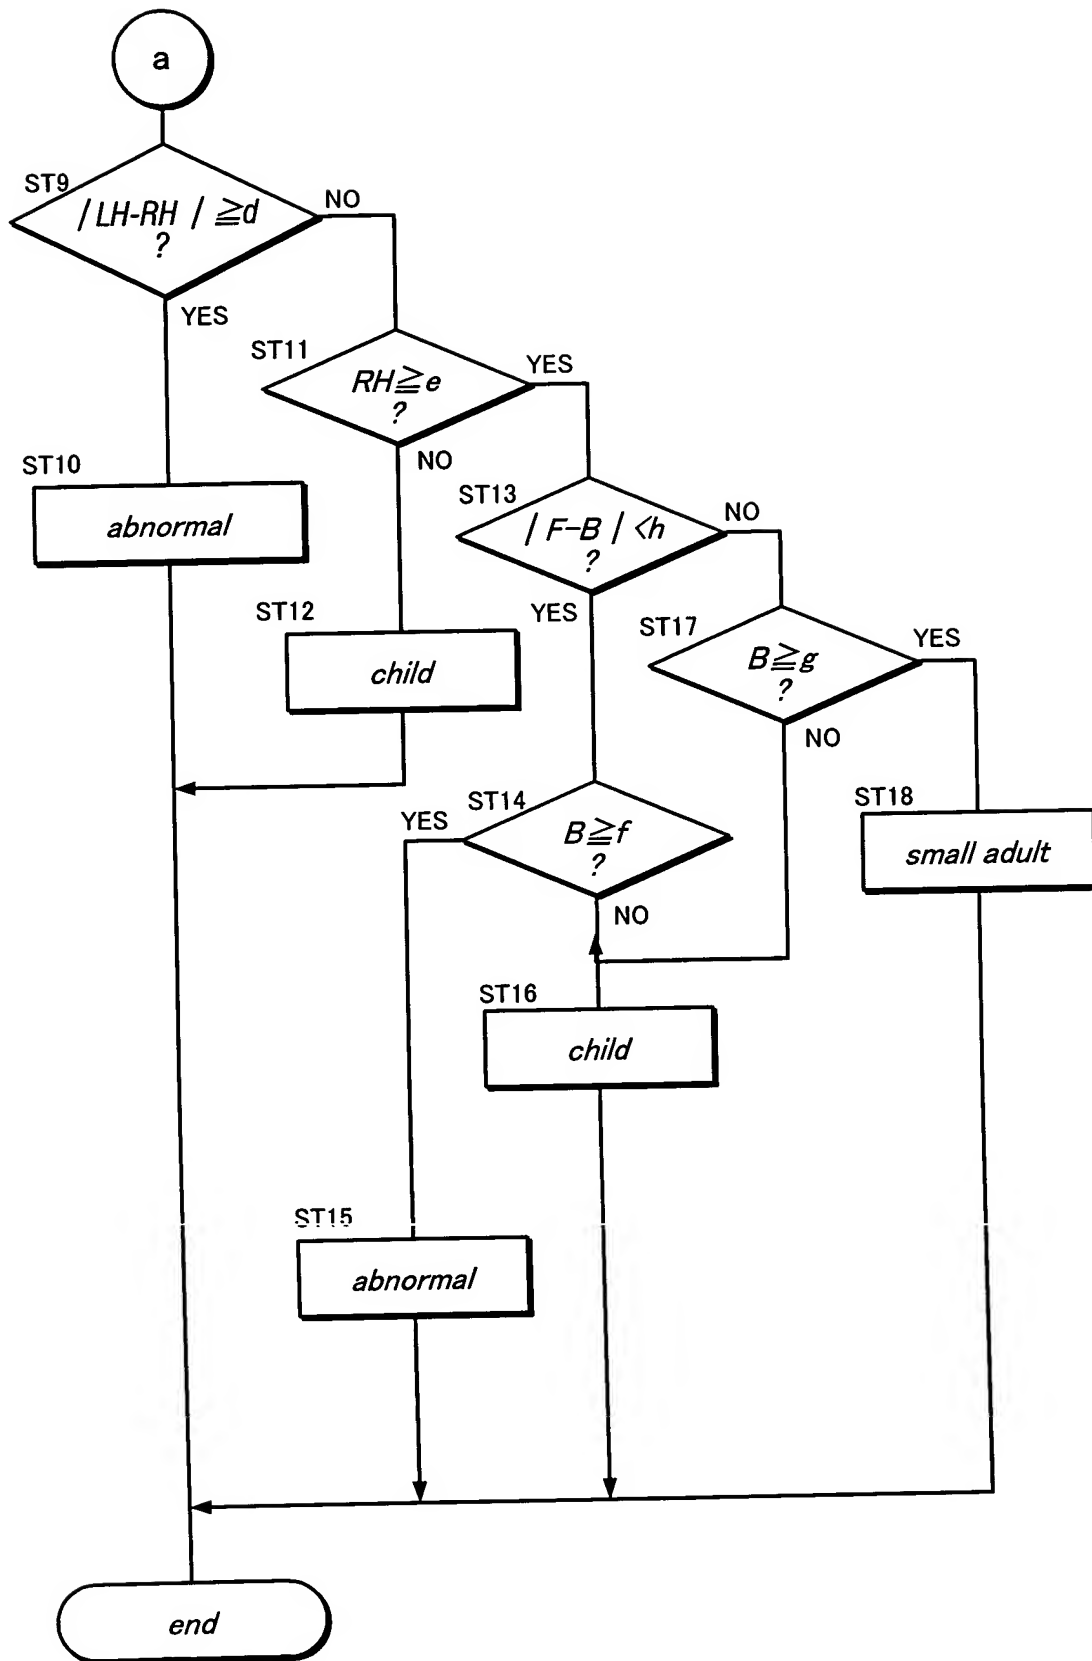 a
ST9
| LH-RH | ≧d
?
NO
YES
ST11
RH≧e
?
YES
NO
ST10
abnormal
ST13
| F-B | <h
?
NO
YES
ST12
child
ST17
B≧g
?
YES
NO
ST14
YES
B≧f
?
NO
ST18
small adult
ST16
child
ST15
abnormal
end